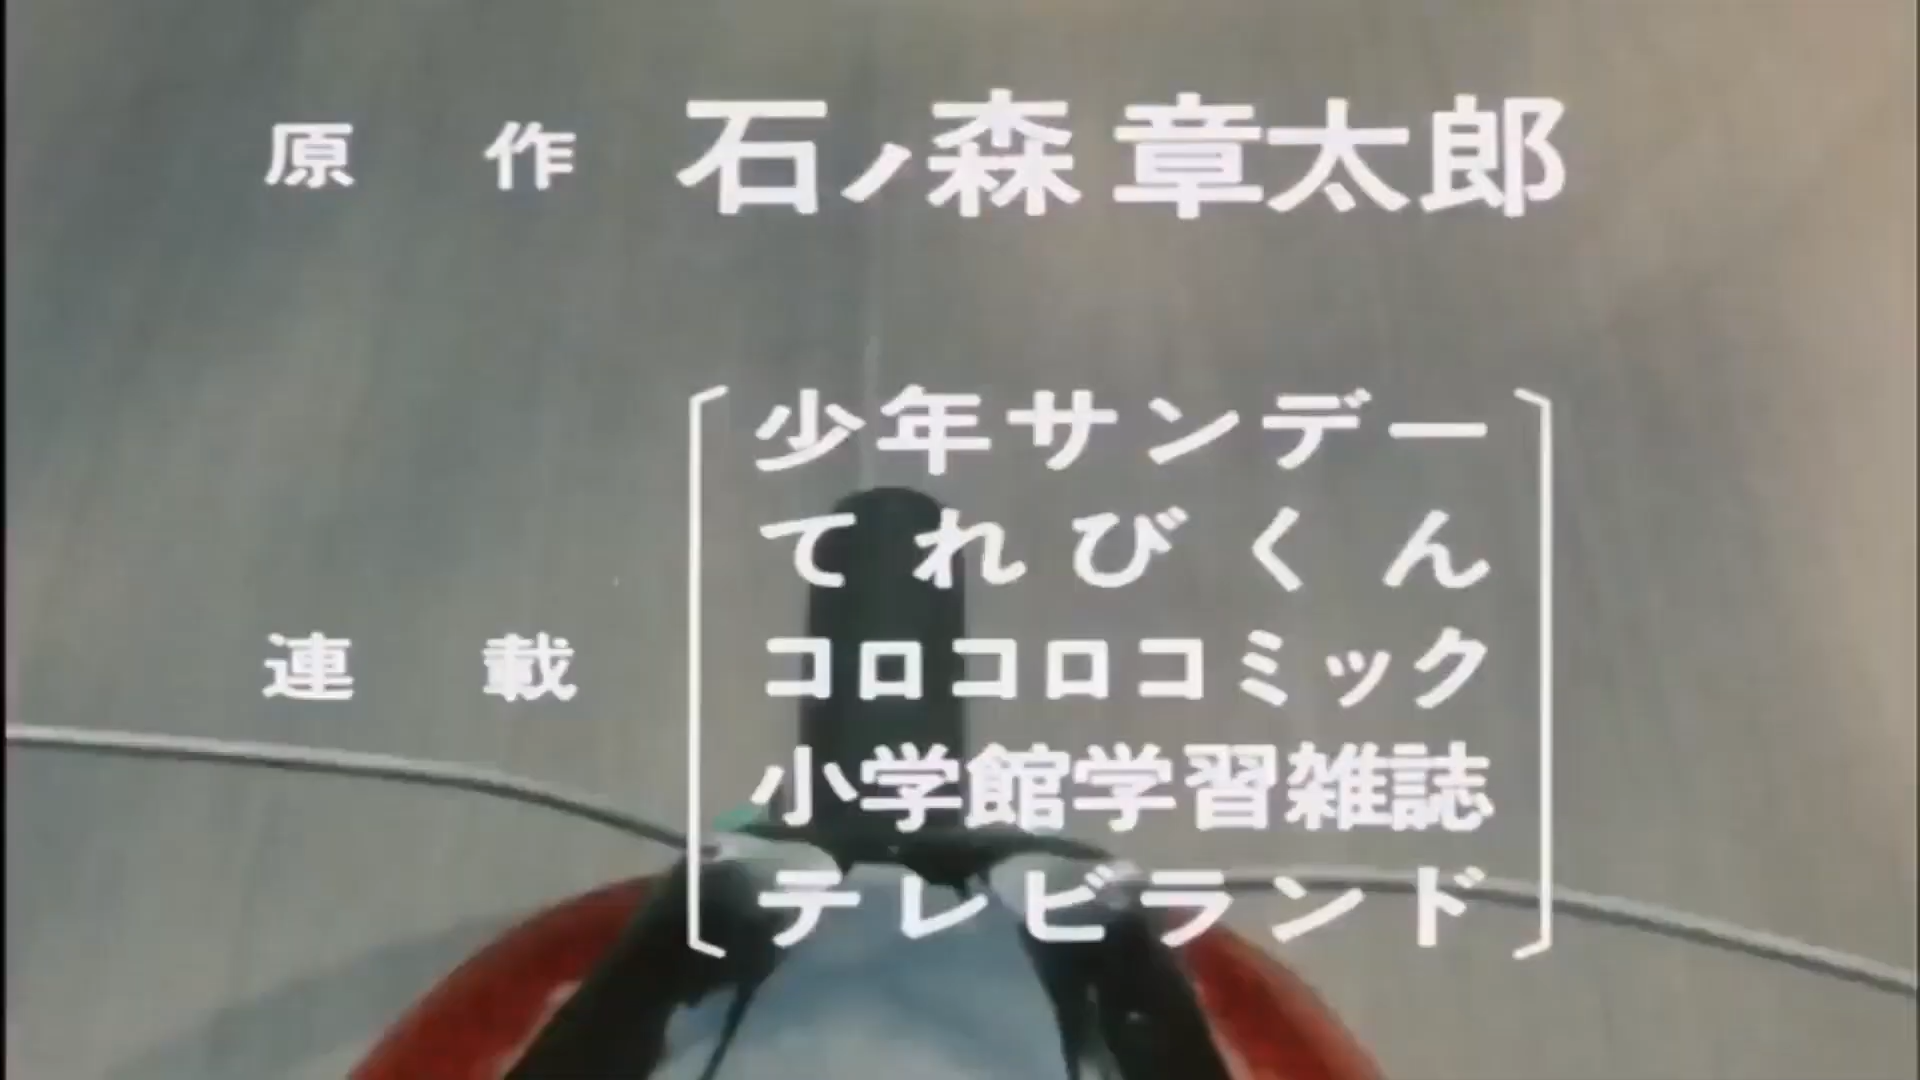 原作 石ノ森章太郎
少年サンデー
てれびくん
連載 コロコロコミック
小学館学習雑誌
テレビランド